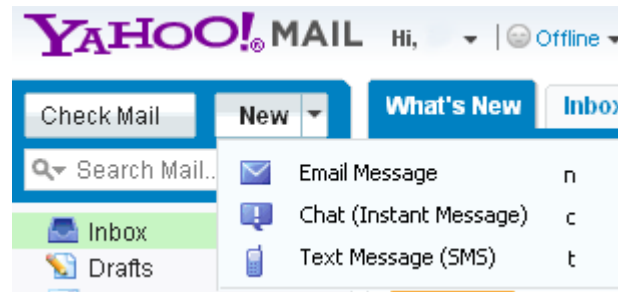 YAHOO!® MAIL Hi, Offline
Check Mail New What's New Inbox
Search Mail..
Email Message n
Inbox Chat (Instant Message) c
Drafts Text Message (SMS) t